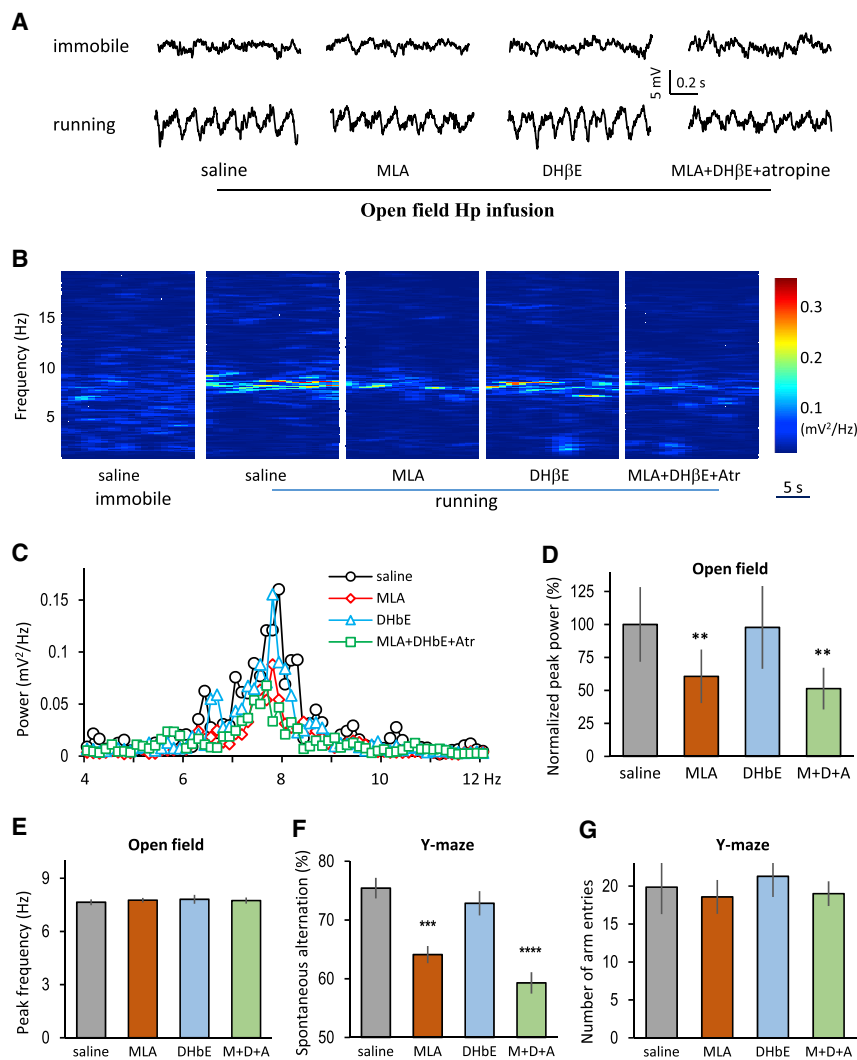 A
immobile
5 mV
0.2 s
running
saline
MLA
DHβE
MLA+DHβE+atropine
Open field Hp infusion
B
Frequency (Hz)
15
10
5
0.3
0.2
0.1
(mV²/Hz)
saline
saline
MLA
DHβE
MLA+DHβE+Atr
immobile
running
5 s
C
Power (mV²/Hz)
0.15
0.1
0.05
0
4
6
8
10
12 Hz
saline
MLA
DHbE
MLA+DHbE+Atr
D
Open field
Normalized peak power (%)
125
100
75
50
25
0
**
**
saline
MLA
DHbE
M+D+A
E
Open field
Peak frequency (Hz)
9
6
3
0
saline
MLA
DHbE
M+D+A
F
Y-maze
Spontaneous alternation (%)
80
70
60
50
***
****
saline
MLA
DHbE
M+D+A
G
Y-maze
Number of arm entries
20
15
10
5
0
saline
MLA
DHbE
M+D+A